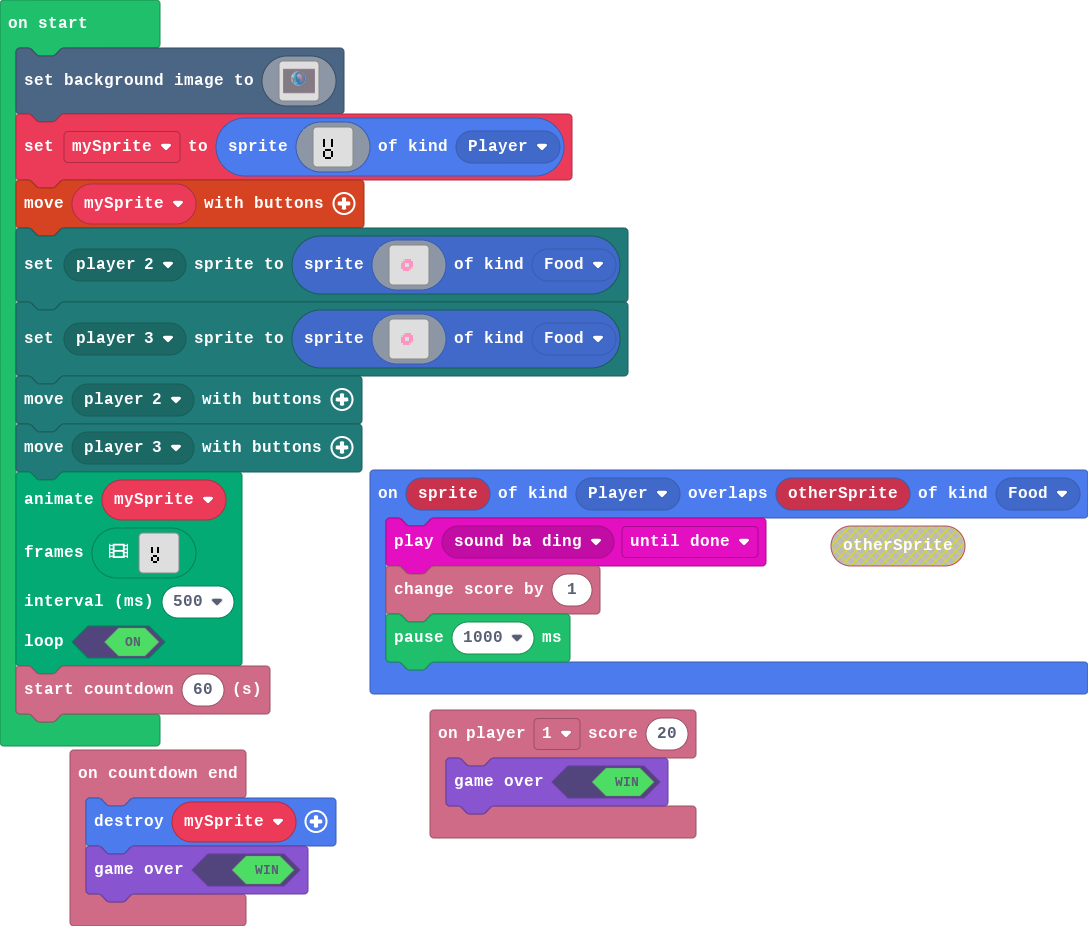 on start
set background image to
set mySprite to sprite of kind Player
move mySprite with buttons
set player 2 sprite to sprite of kind Food
set player 3 sprite to sprite of kind Food
move player 2 with buttons
move player 3 with buttons
animate mySprite
frames
interval (ms) 500
loop ON
start countdown 60 (s)
on sprite of kind Player overlaps otherSprite of kind Food
play sound ba ding until done
otherSprite
change score by 1
pause 1000 ms
on player 1 score 20
game over WIN
on countdown end
destroy mySprite
game over WIN